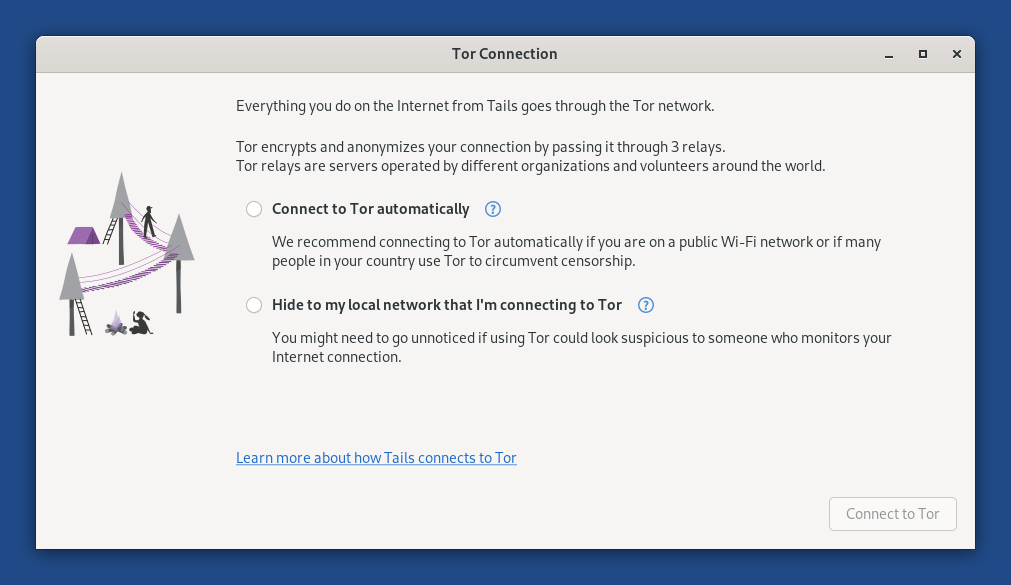 Tor Connection
Everything you do on the Internet from Tails goes through the Tor network.
Tor encrypts and anonymizes your connection by passing it through 3 relays.
Tor relays are servers operated by different organizations and volunteers around the world.
Connect to Tor automatically ?
We recommend connecting to Tor automatically if you are on a public Wi-Fi network or if many
people in your country use Tor to circumvent censorship.
Hide to my local network that I'm connecting to Tor ?
You might need to go unnoticed if using Tor could look suspicious to someone who monitors your
Internet connection.
Learn more about how Tails connects to Tor
Connect to Tor